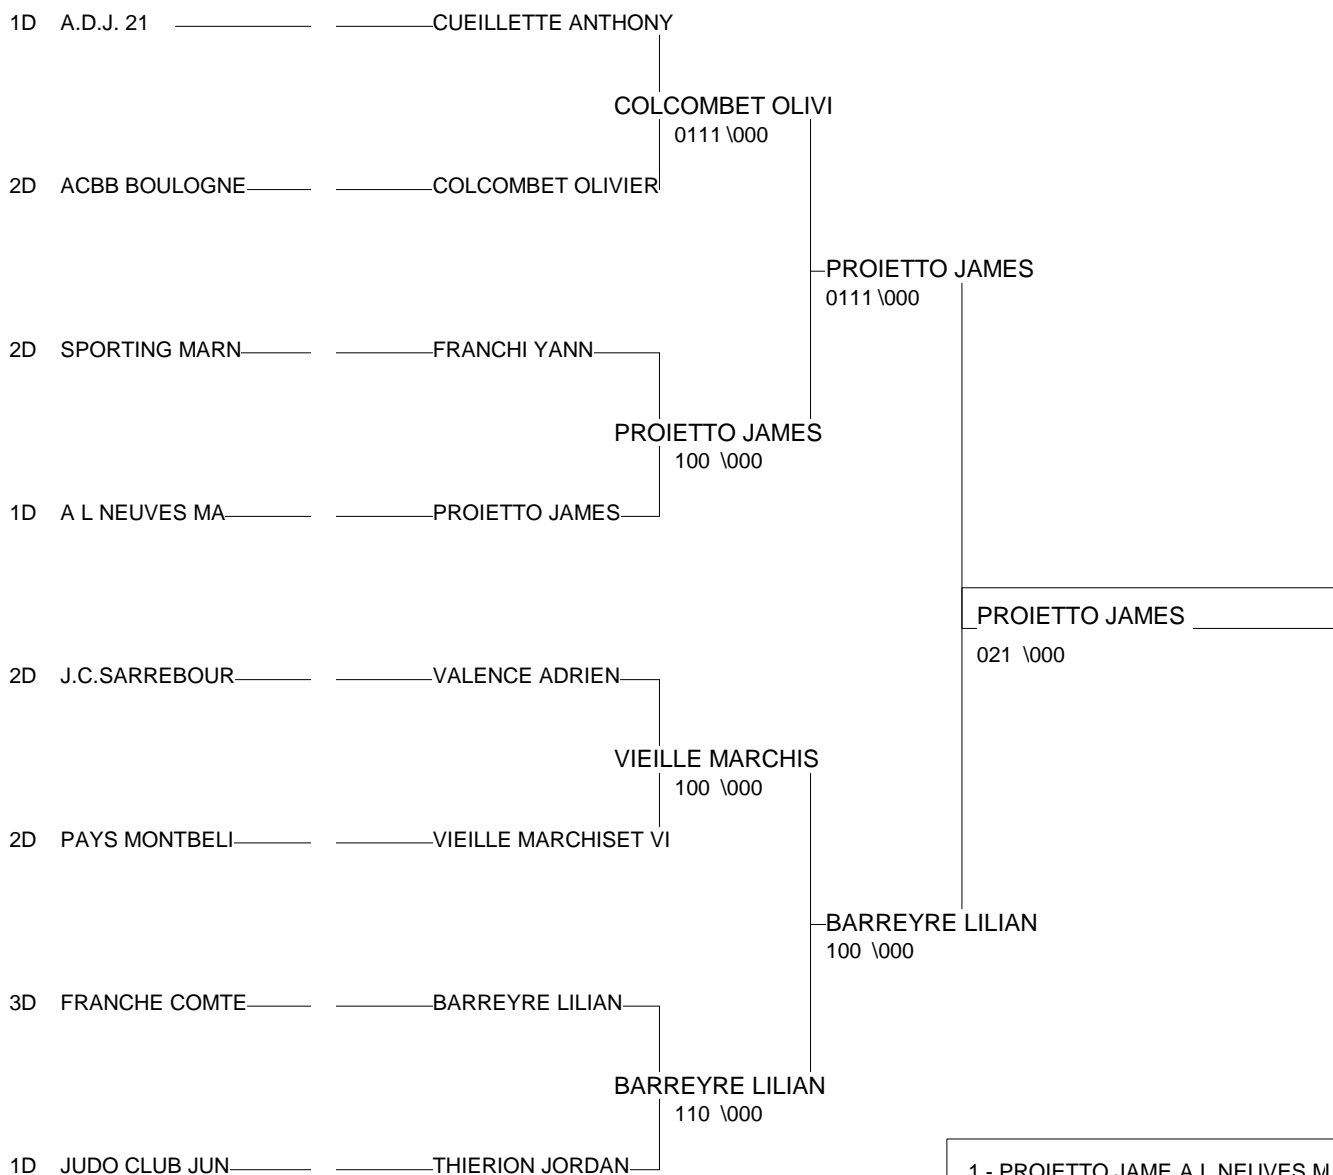 1D A.D.J. 21 CUEILLETTE ANTHONY
COLCOMBET OLIVI
0111 \000
2D ACBB BOULOGNE COLCOMBET OLIVIER
PROIETTO JAMES
0111 \000
2D SPORTING MARN FRANCHI YANN
PROIETTO JAMES
100 \000
1D A L NEUVES MA PROIETTO JAMES
PROIETTO JAMES
021 \000
2D J.C.SARREBOUR VALENCE ADRIEN
VIEILLE MARCHIS
100 \000
2D PAYS MONTBELI VIEILLE MARCHISET VI
BARREYRE LILIAN
100 \000
3D FRANCHE COMTE BARREYRE LILIAN
BARREYRE LILIAN
110 \000
1D JUDO CLUB JUN THIERION JORDAN
1 - PROIETTO JAME A L NEUVES M